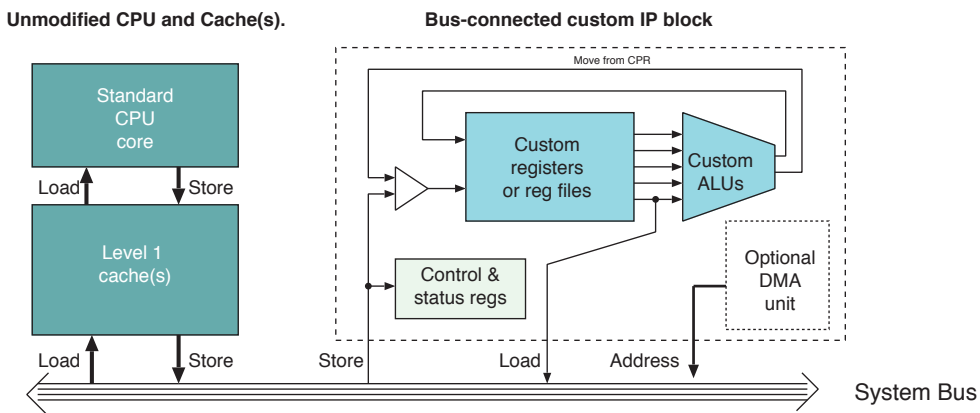 Unmodified CPU and Cache(s).
Bus-connected custom IP block
Move from CPR
Standard
CPU
core
Custom
registers
or reg files
Custom
ALUs
Load
Store
Level 1
cache(s)
Control &
status regs
Optional
DMA
unit
Load
Store
Store
Load
Address
System Bus